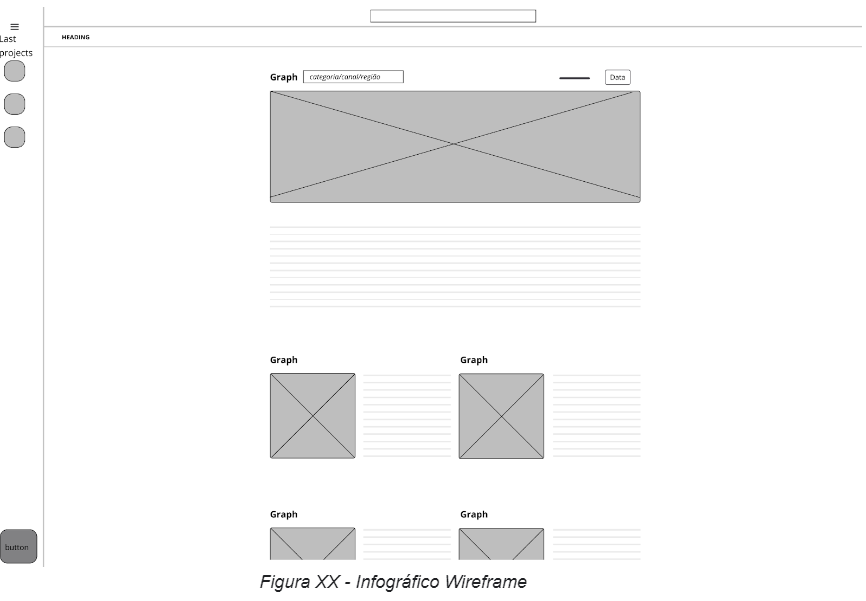 Last
projects
HEADING
Graph
categoria/canal/região
Data
Graph
Graph
Graph
Graph
button
Figura XX - Infográfico Wireframe